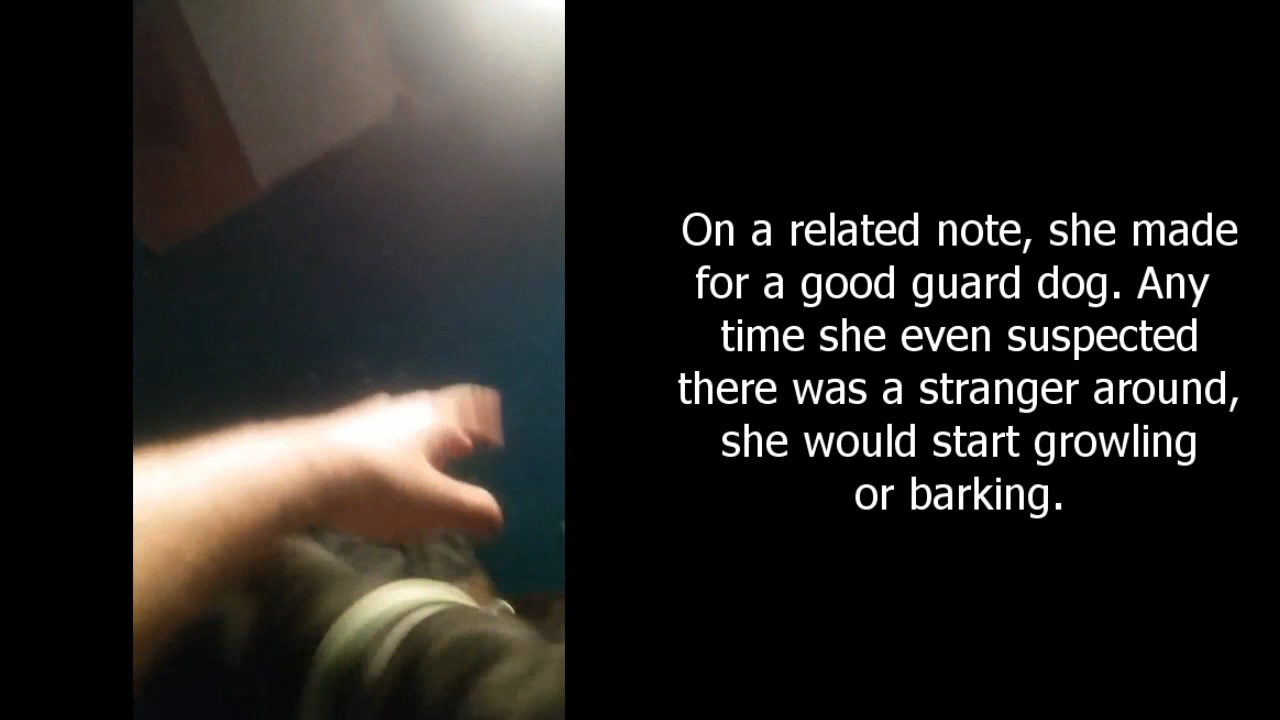 On a related note, she made
for a good guard dog. Any
time she even suspected
there was a stranger around,
she would start growling
or barking.